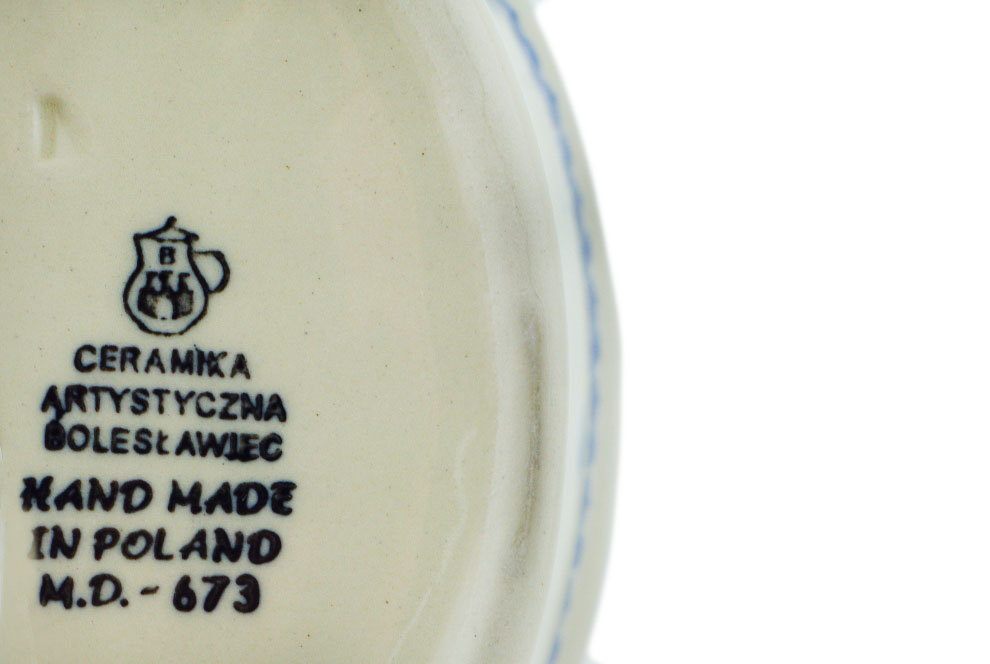 B
CERAMIKA
ARTYSTYCZNA
BOLESŁAWIEC
HAND MADE
IN POLAND
M.D. - 673